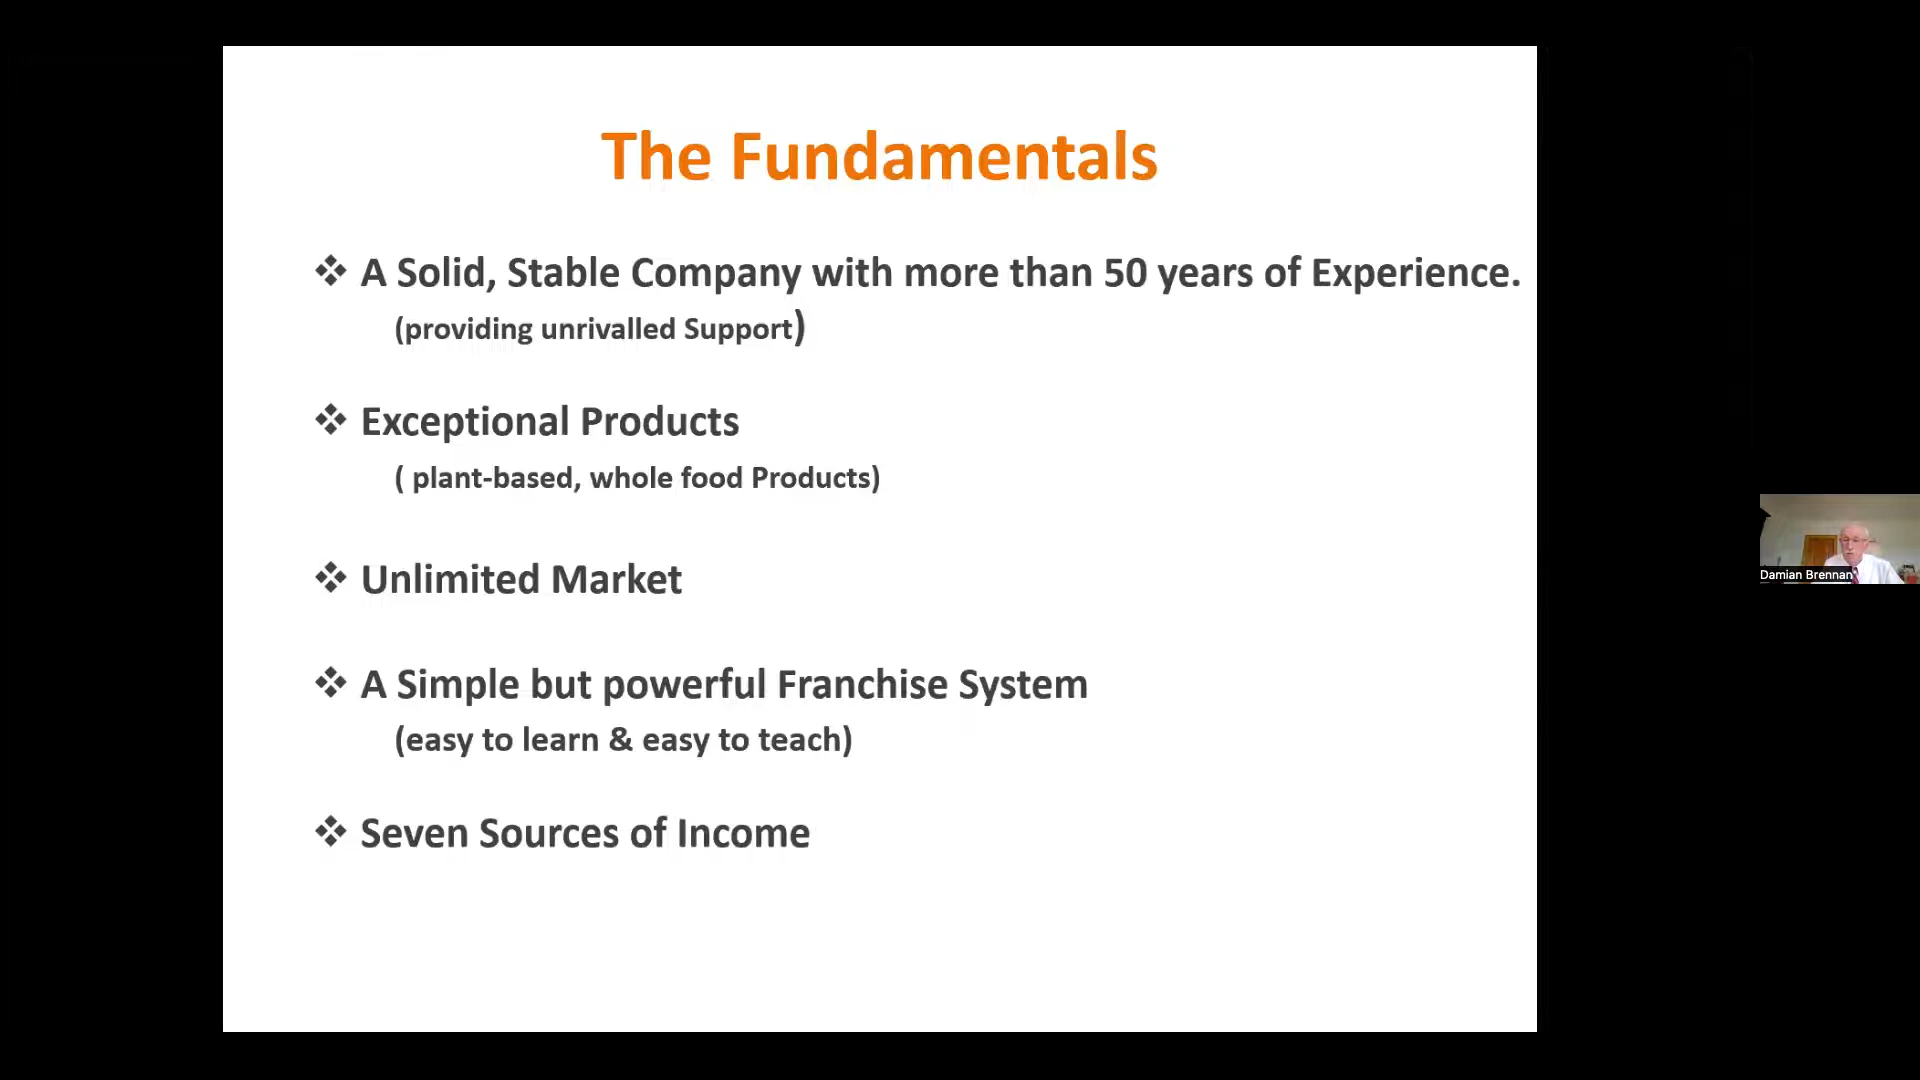 The Fundamentals
❖ A Solid, Stable Company with more than 50 years of Experience.
(providing unrivalled Support)
❖ Exceptional Products
( plant-based, whole food Products)
❖ Unlimited Market
❖ A Simple but powerful Franchise System
(easy to learn & easy to teach)
❖ Seven Sources of Income
Damian Brennan